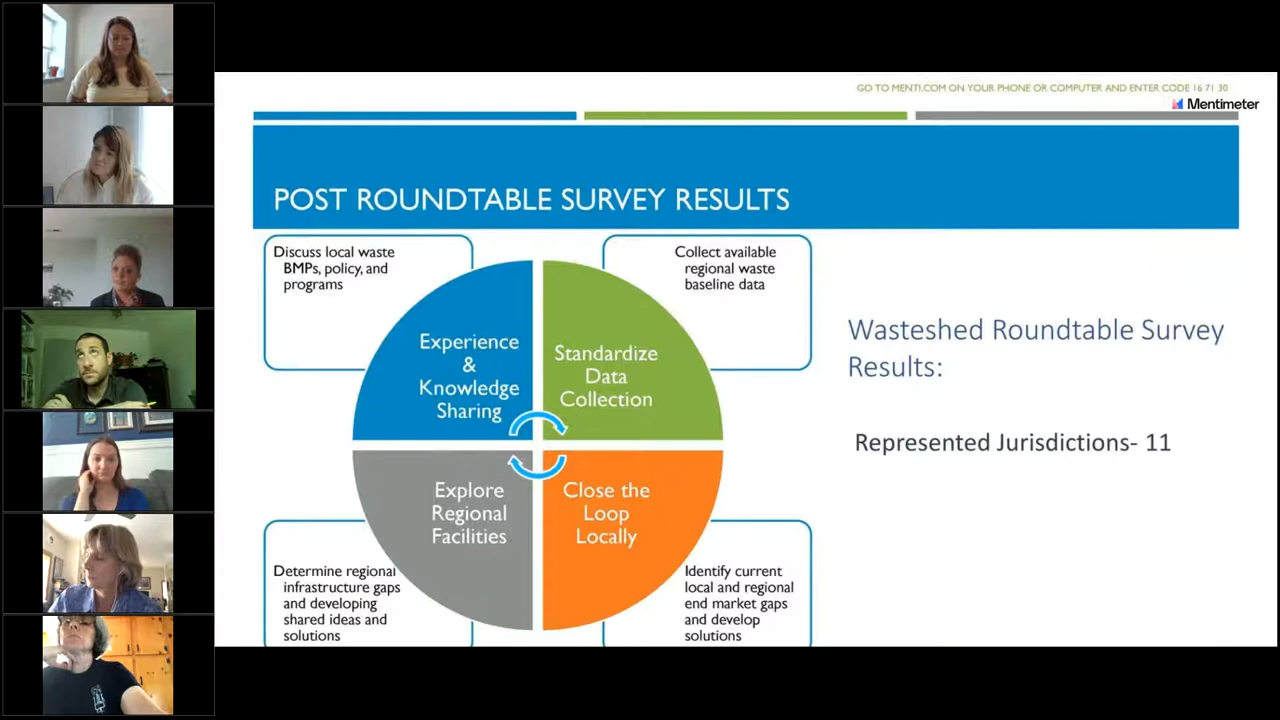 GO TO MENTI.COM ON YOUR PHONE OR COMPUTER AND ENTER CODE 16 71 30
Mentimeter
POST ROUNDTABLE SURVEY RESULTS
Discuss local waste
BMPs, policy, and
programs
Collect available
regional waste
baseline data
Experience
&
Knowledge
Sharing
Standardize
Data
Collection
Wasteshed Roundtable Survey
Results:
Represented Jurisdictions- 11
Explore
Regional
Facilities
Close the
Loop
Locally
Determine regional
infrastructure gaps
and developing
shared ideas and
solutions
Identify current
local and regional
end market gaps
and develop
solutions